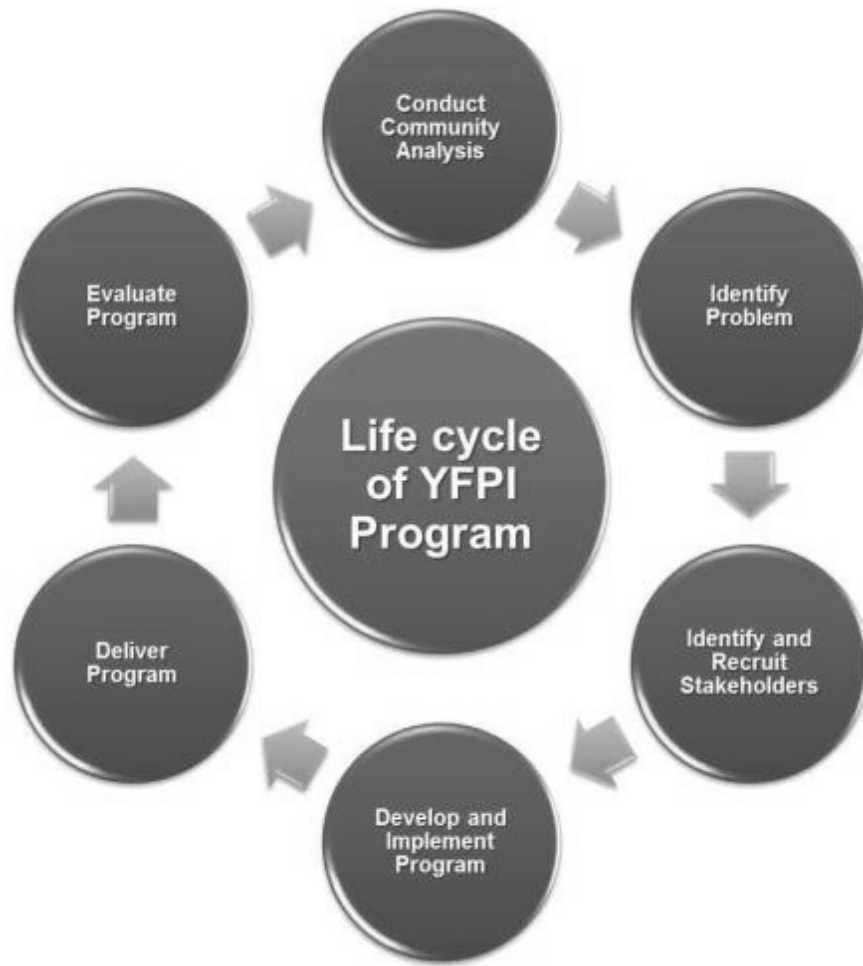 Conduct
Community
Analysis
Identify
Problem
Identify and
Recruit
Stakeholders
Develop and
Implement
Program
Deliver
Program
Evaluate
Program
Life cycle
of YFPI
Program